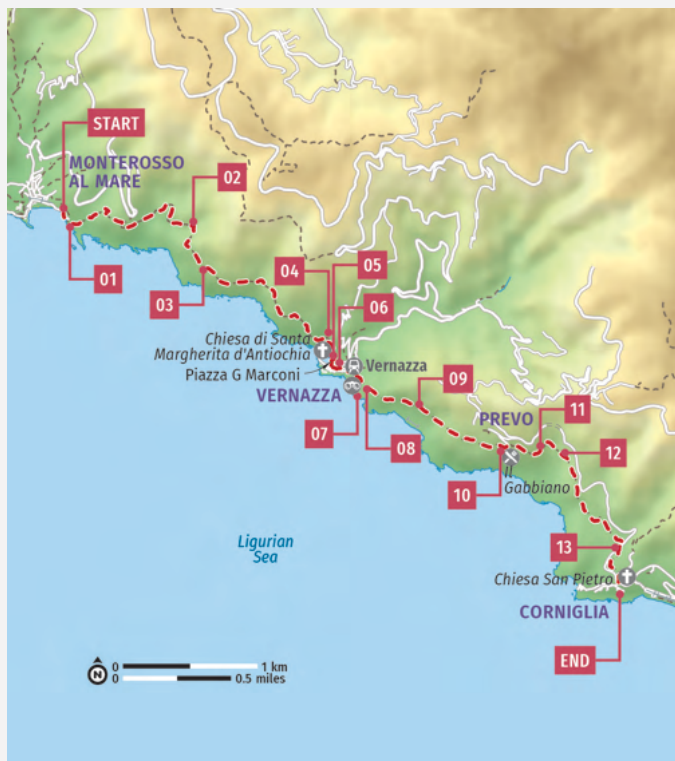 START
MONTEROSSO
AL MARE
02
01
03
04
05
06
Chiesa di Santa
Margherita d'Antiochia
Piazza G Marconi
Vernazza
VERNAZZA
07
08
09
PREVO
11
10
12
Il
Gabbiano
13
Ligurian
Sea
Chiesa San Pietro
CORNIGLIA
END
N
0 1 km
0 0.5 miles